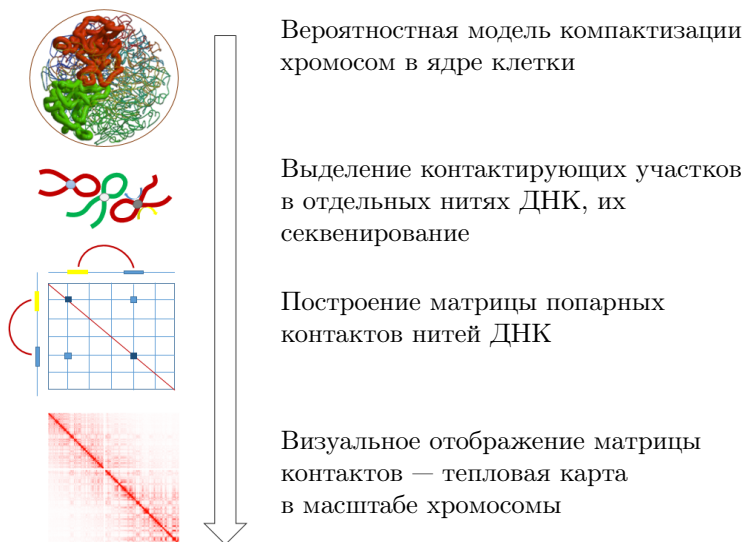 Вероятностная модель компактизации
хромосом в ядре клетки
Выделение контактирующих участков
в отдельных нитях ДНК, их
секвенирование
Построение матрицы попарных
контактов нитей ДНК
Визуальное отображение матрицы
контактов — тепловая карта
в масштабе хромосомы